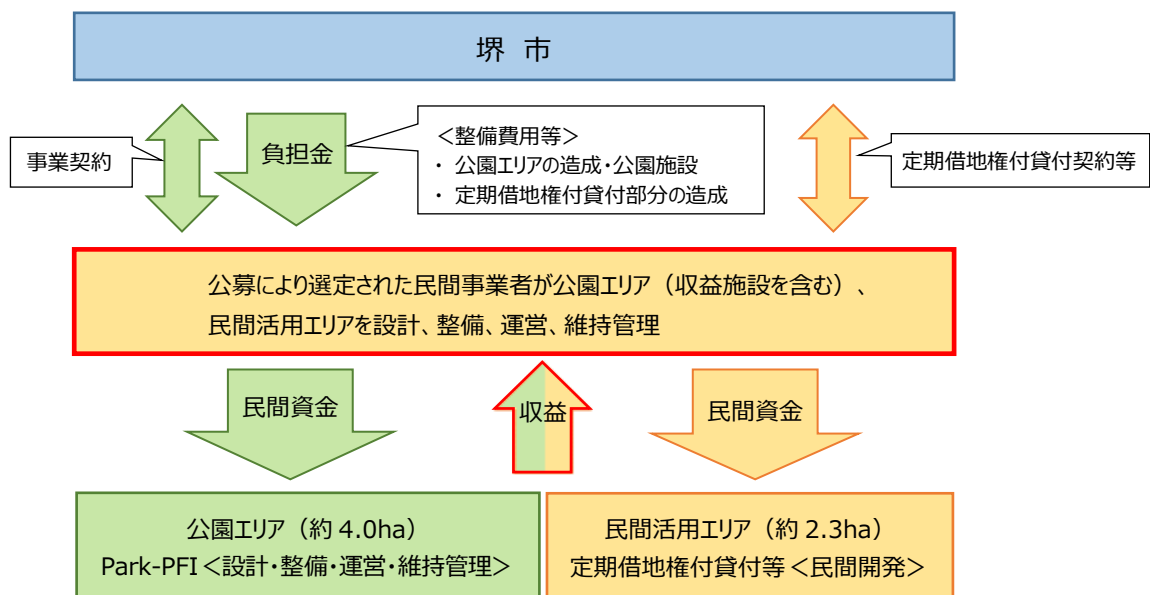 堺 市
事業契約
負担金
＜整備費用等＞
・ 公園エリアの造成・公園施設
・ 定期借地権付貸付部分の造成
定期借地権付貸付契約等
公募により選定された民間事業者が公園エリア（収益施設を含む）、
民間活用エリアを設計、整備、運営、維持管理
民間資金
収益
民間資金
公園エリア（約 4.0ha）
Park-PFI＜設計・整備・運営・維持管理＞
民間活用エリア（約 2.3ha）
定期借地権付貸付等＜民間開発＞